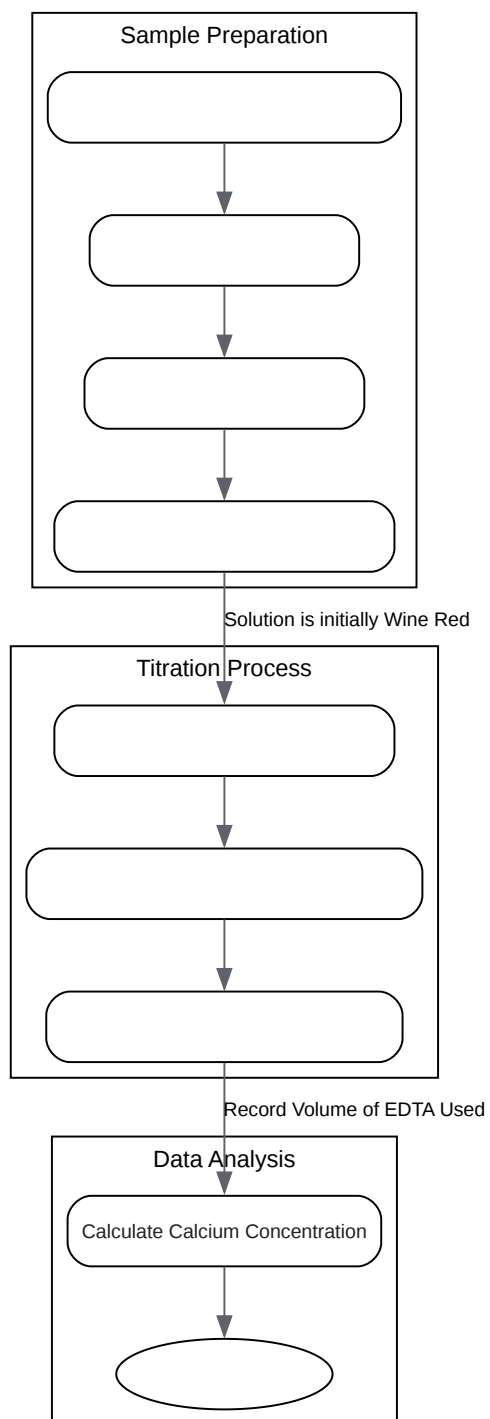 Sample Preparation
Solution is initially Wine Red
Titration Process
Record Volume of EDTA Used
Data Analysis
Calculate Calcium Concentration